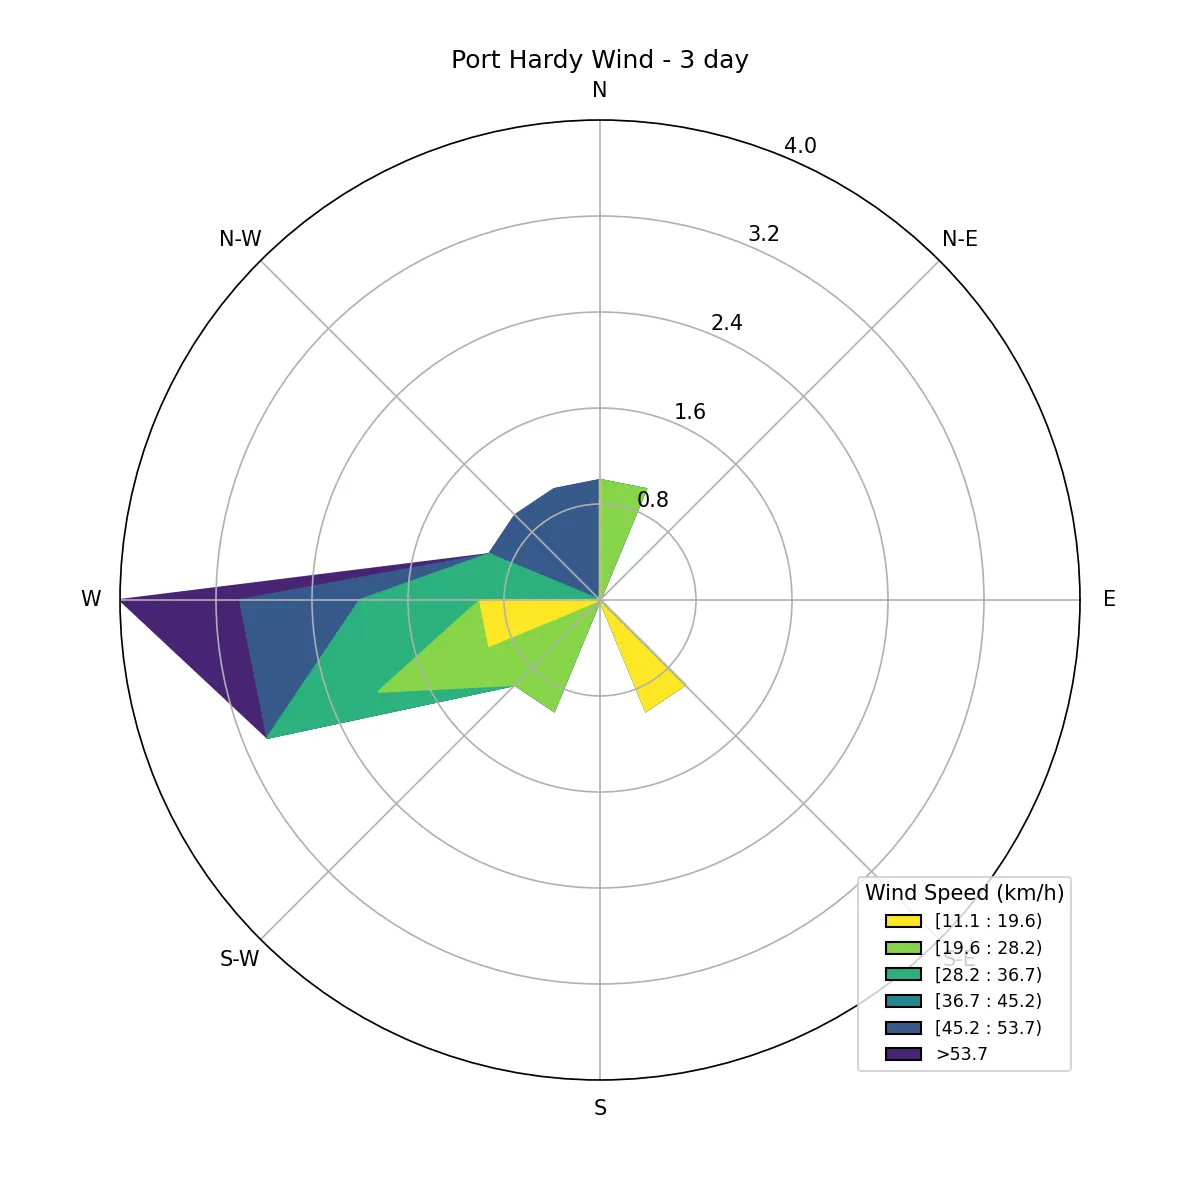 Port Hardy Wind - 3 day
N
4.0
N-W
N-E
3.2
2.4
1.6
0.8
W
E
S-W
S-E
Wind Speed (km/h)
[11.1 : 19.6)
[19.6 : 28.2)
[28.2 : 36.7)
[36.7 : 45.2)
[45.2 : 53.7)
>53.7
S